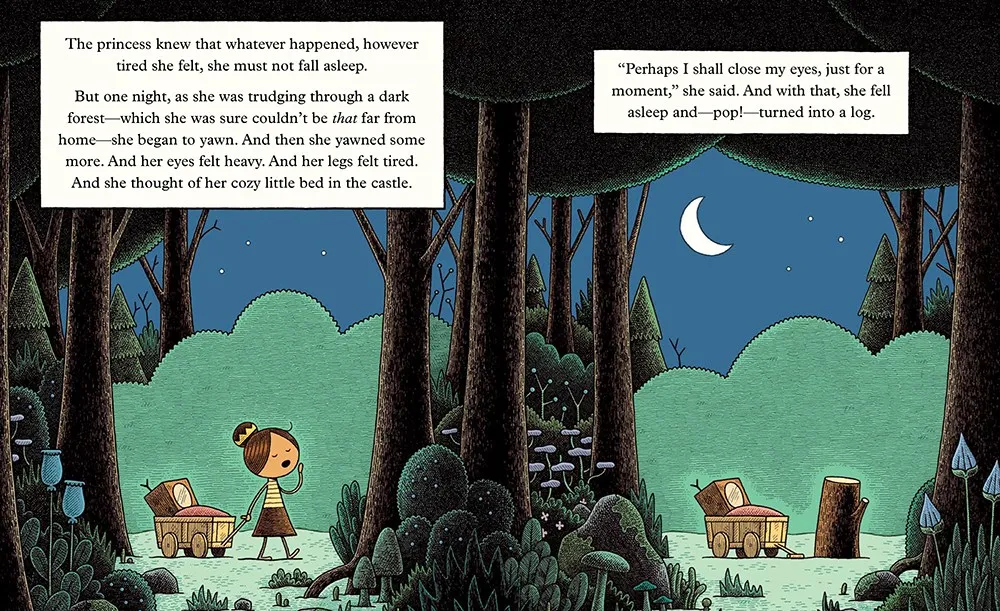 The princess knew that whatever happened, however
tired she felt, she must not fall asleep.
But one night, as she was trudging through a dark
forest—which she was sure couldn’t be that far from
home—she began to yawn. And then she yawned some
more. And her eyes felt heavy. And her legs felt tired.
And she thought of her cozy little bed in the castle.
“Perhaps I shall close my eyes, just for a
moment,” she said. And with that, she fell
asleep and—pop!—turned into a log.